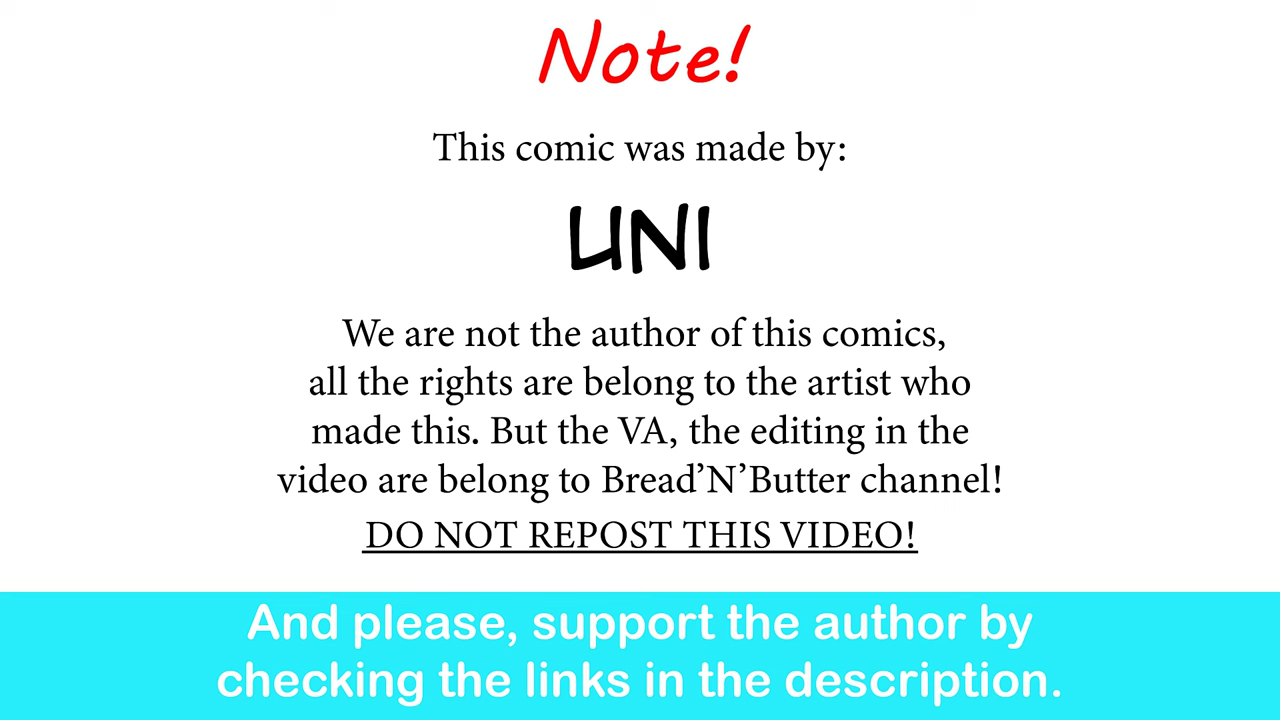 Note!
This comic was made by:
UNI
We are not the author of this comics,
all the rights are belong to the artist who
made this. But the VA, the editing in the
video are belong to Bread’N’Butter channel!
DO NOT REPOST THIS VIDEO!
And please, support the author by
checking the links in the description.